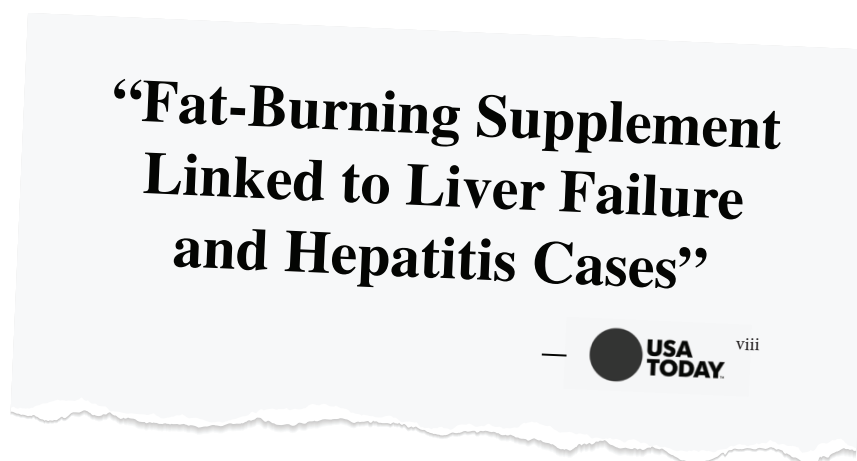 “Fat-Burning Supplement
Linked to Liver Failure
and Hepatitis Cases”
— USA
TODAY viii